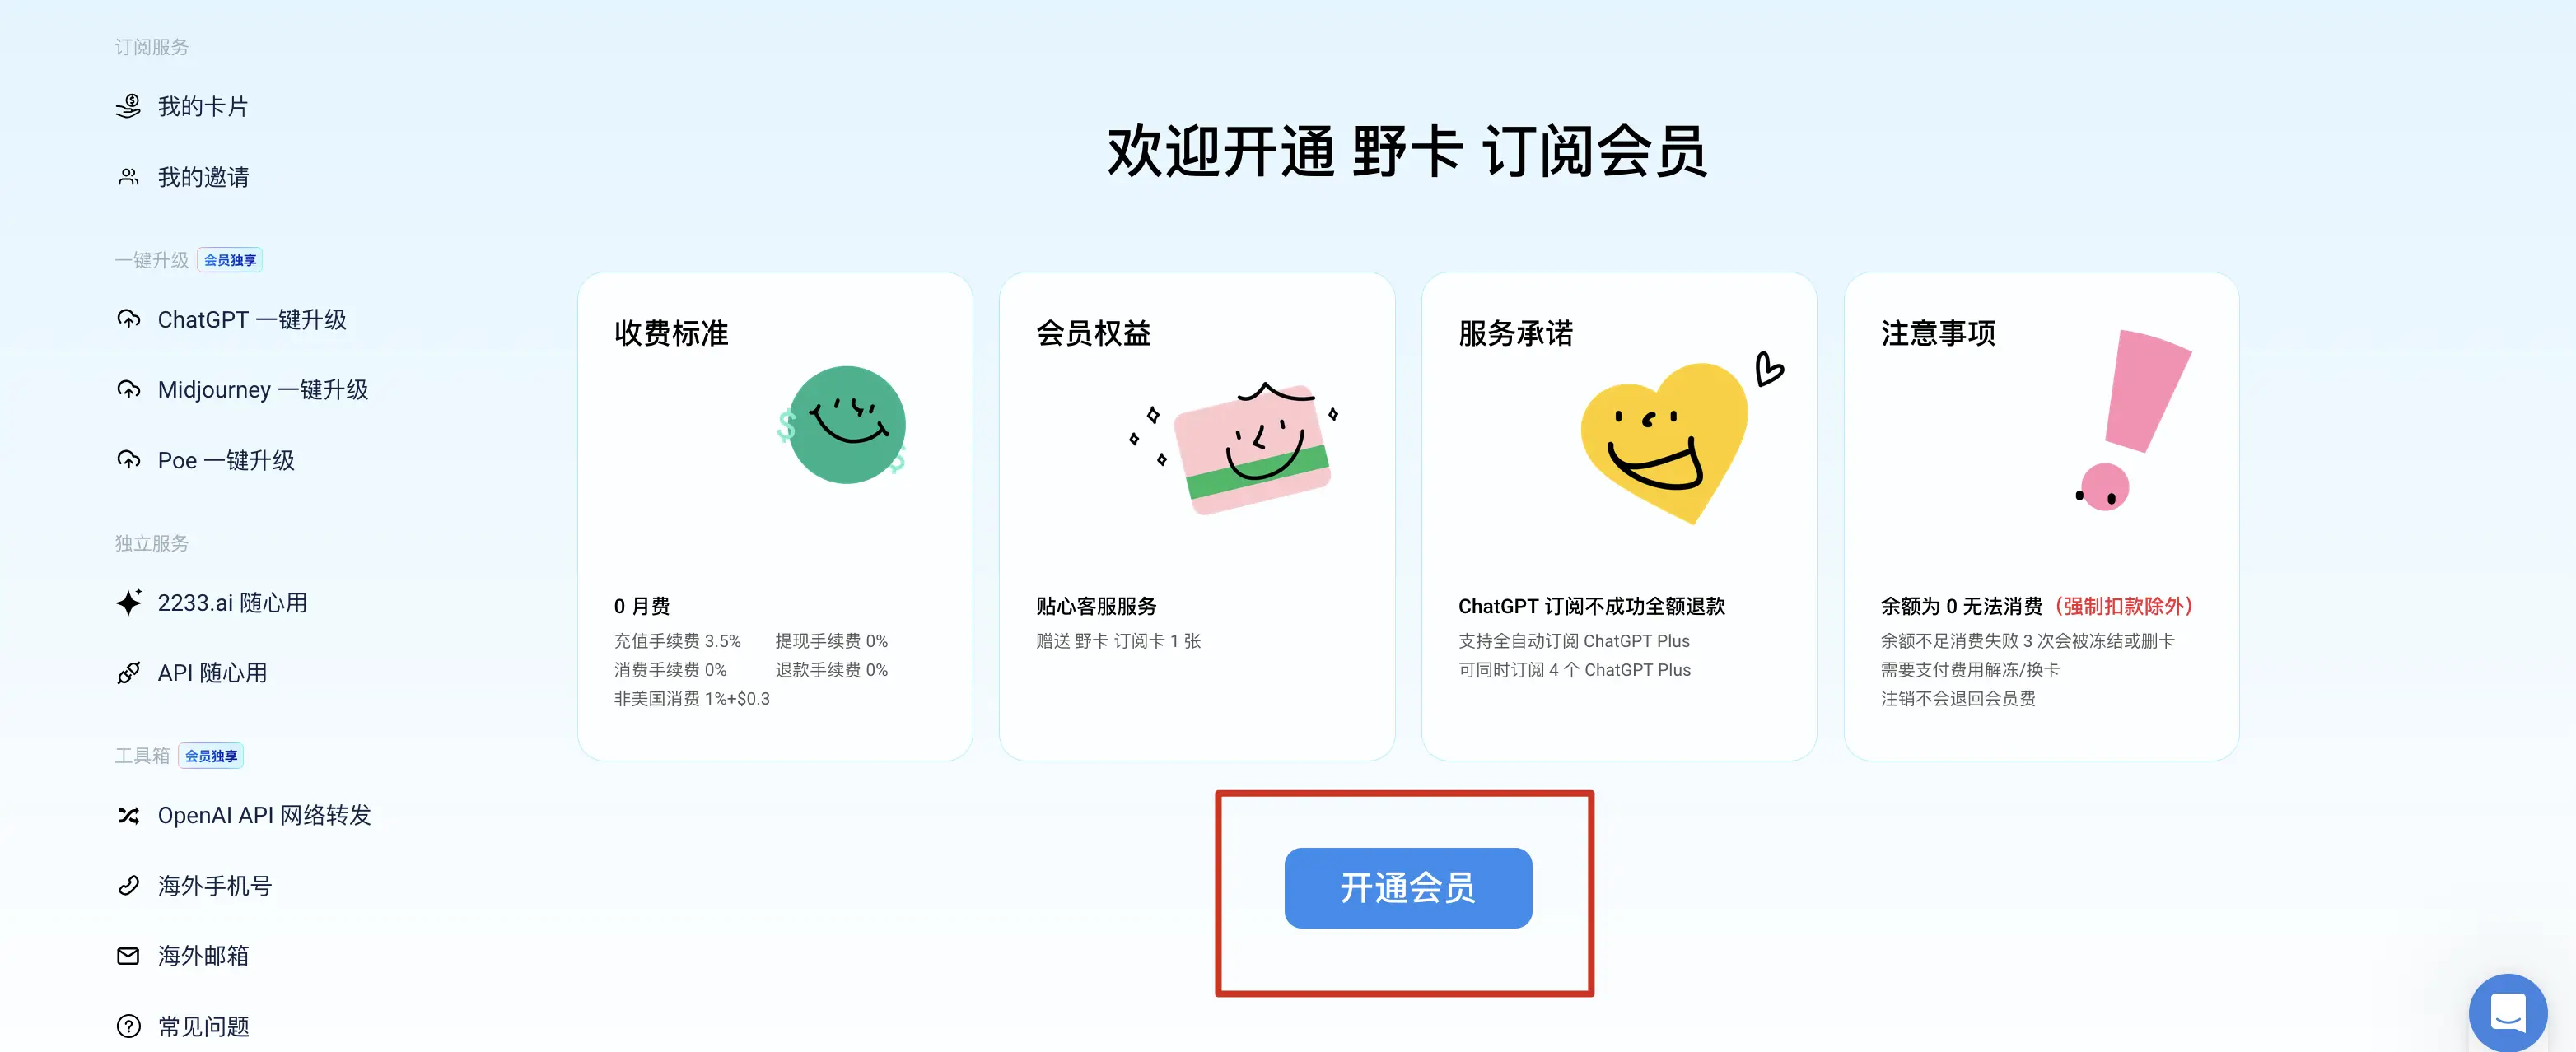 订阅服务
我的卡片
我的邀请
一键升级 会员独享
ChatGPT 一键升级
Midjourney 一键升级
Poe 一键升级
独立服务
2233.ai 随心用
API 随心用
工具箱 会员独享
OpenAI API 网络转发
海外手机号
海外邮箱
常见问题
欢迎开通 野卡 订阅会员
收费标准
$
$
0 月费
充值手续费 3.5% 提现手续费 0%
消费手续费 0% 退款手续费 0%
非美国消费 1%+$0.3
会员权益
贴心客服服务
赠送 野卡 订阅卡 1 张
服务承诺
ChatGPT 订阅不成功全额退款
支持全自动订阅 ChatGPT Plus
可同时订阅 4 个 ChatGPT Plus
注意事项
余额为 0 无法消费（强制扣款除外）
余额不足消费失败 3 次会被冻结或删卡
需要支付费用解冻/换卡
注销不会退回会员费
开通会员